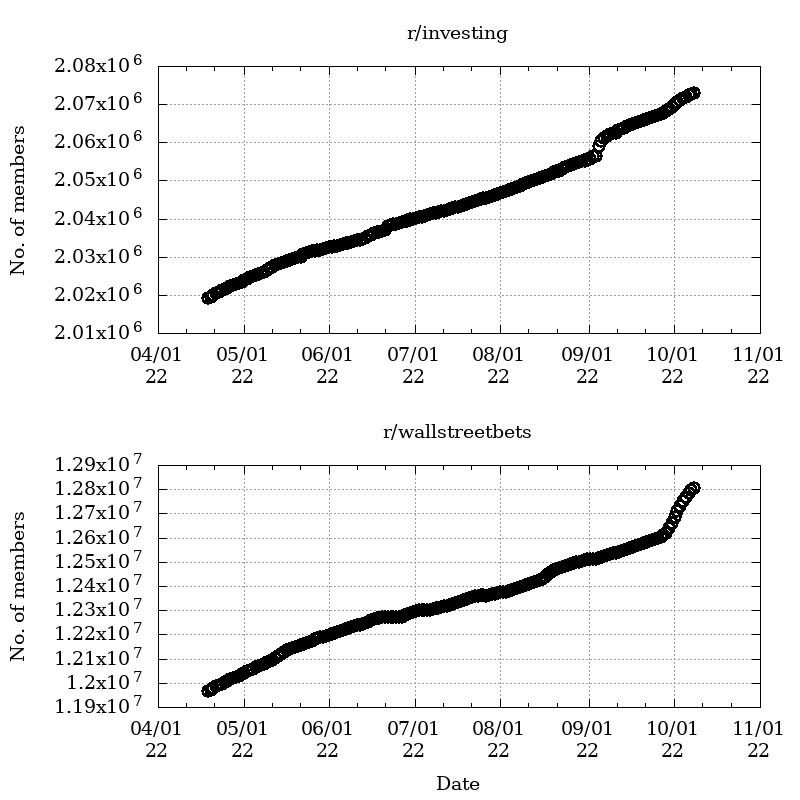 r/investing
No. of members
2.08x10^6
2.07x10^6
2.06x10^6
2.05x10^6
2.04x10^6
2.03x10^6
2.02x10^6
2.01x10^6
04/01 05/01 06/01 07/01 08/01 09/01 10/01 11/01
22 22 22 22 22 22 22 22
r/wallstreetbets
No. of members
1.29x10^7
1.28x10^7
1.27x10^7
1.26x10^7
1.25x10^7
1.24x10^7
1.23x10^7
1.22x10^7
1.21x10^7
1.2x10^7
1.19x10^7
04/01 05/01 06/01 07/01 08/01 09/01 10/01 11/01
22 22 22 22 22 22 22 22
Date